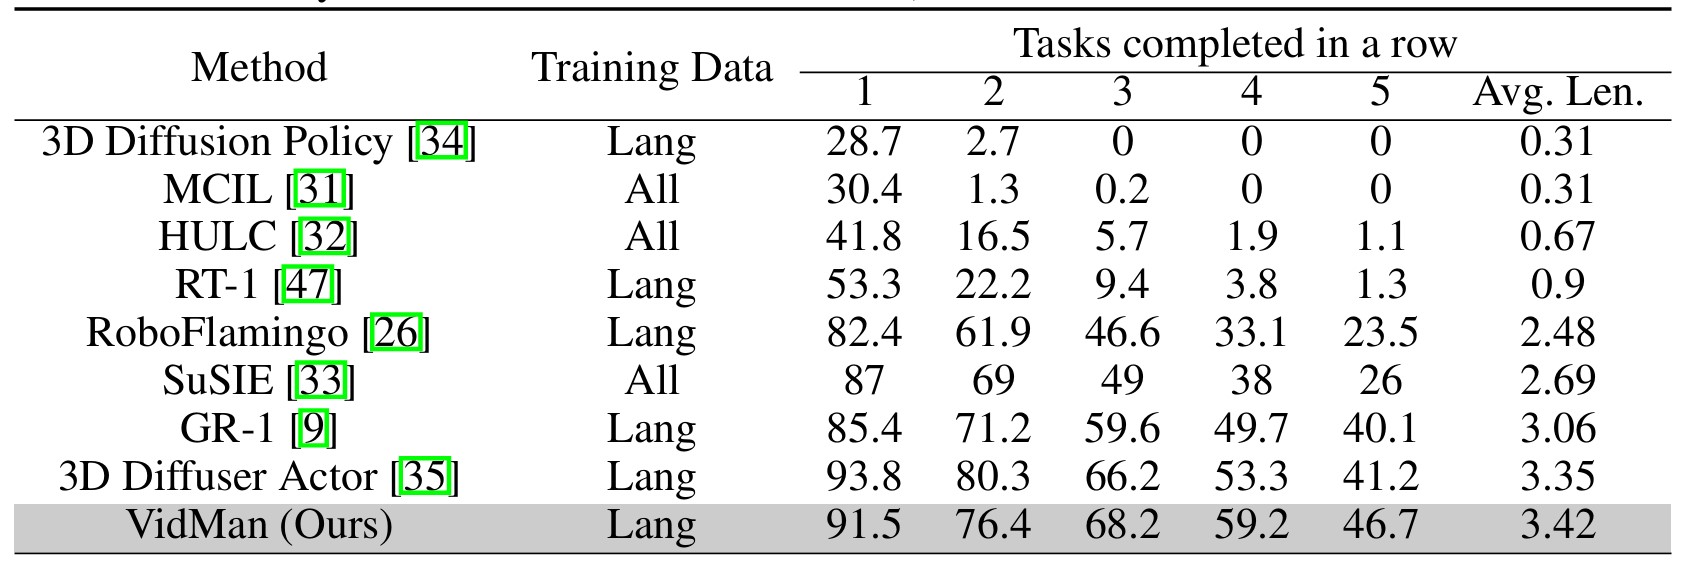 Tasks completed in a row
Method Training Data 1 2 3 4 5 Avg. Len.
3D Diffusion Policy [34] Lang 28.7 2.7 0 0 0 0.31
MCIL [31] All 30.4 1.3 0.2 0 0 0.31
HULC [32] All 41.8 16.5 5.7 1.9 1.1 0.67
RT-1 [47] Lang 53.3 22.2 9.4 3.8 1.3 0.9
RoboFlamingo [26] Lang 82.4 61.9 46.6 33.1 23.5 2.48
SuSIE [33] All 87 69 49 38 26 2.69
GR-1 [9] Lang 85.4 71.2 59.6 49.7 40.1 3.06
3D Diffuser Actor [35] Lang 93.8 80.3 66.2 53.3 41.2 3.35
VidMan (Ours) Lang 91.5 76.4 68.2 59.2 46.7 3.42